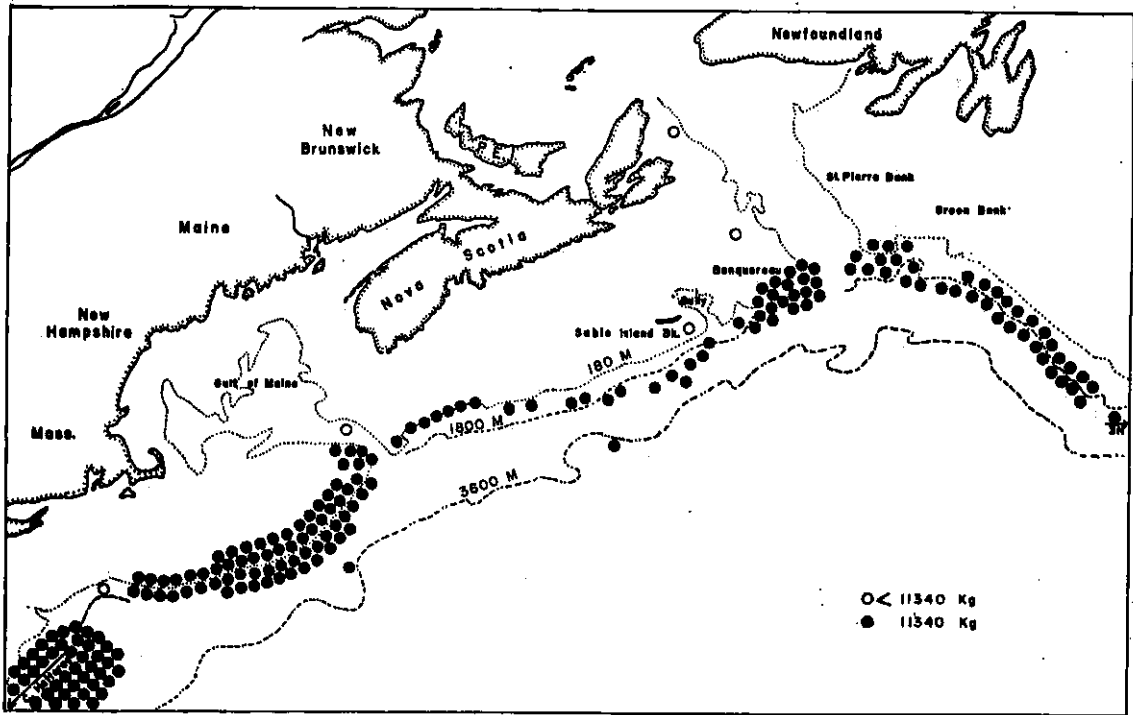 Newfoundland
New
Brunswick
P.E.I
St. Pierre Bank
Green Bank
Maine
Nova Scotia
Banquereau
Gully
New
Hampshire
Sable Island Bk.
180 M
Gulf of Maine
Mass.
1800 M
3600 M
O< 11340 Kg
● 11340 Kg